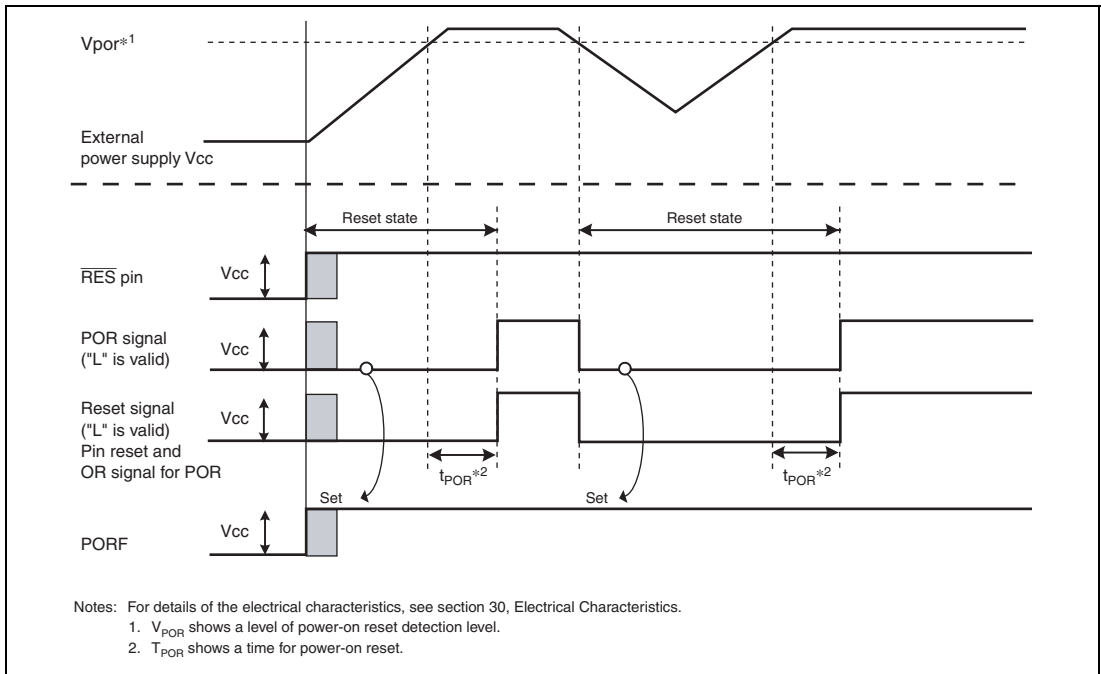 Vpor*1
External
power supply Vcc
Reset state
Reset state
RES pin
Vcc
POR signal
("L" is valid)
Vcc
Reset signal
("L" is valid)
Pin reset and
OR signal for POR
Vcc
tPOR*2
tPOR*2
Set
Set
PORF
Vcc
Notes: For details of the electrical characteristics, see section 30, Electrical Characteristics.
1. VPOR shows a level of power-on reset detection level.
2. TPOR shows a time for power-on reset.